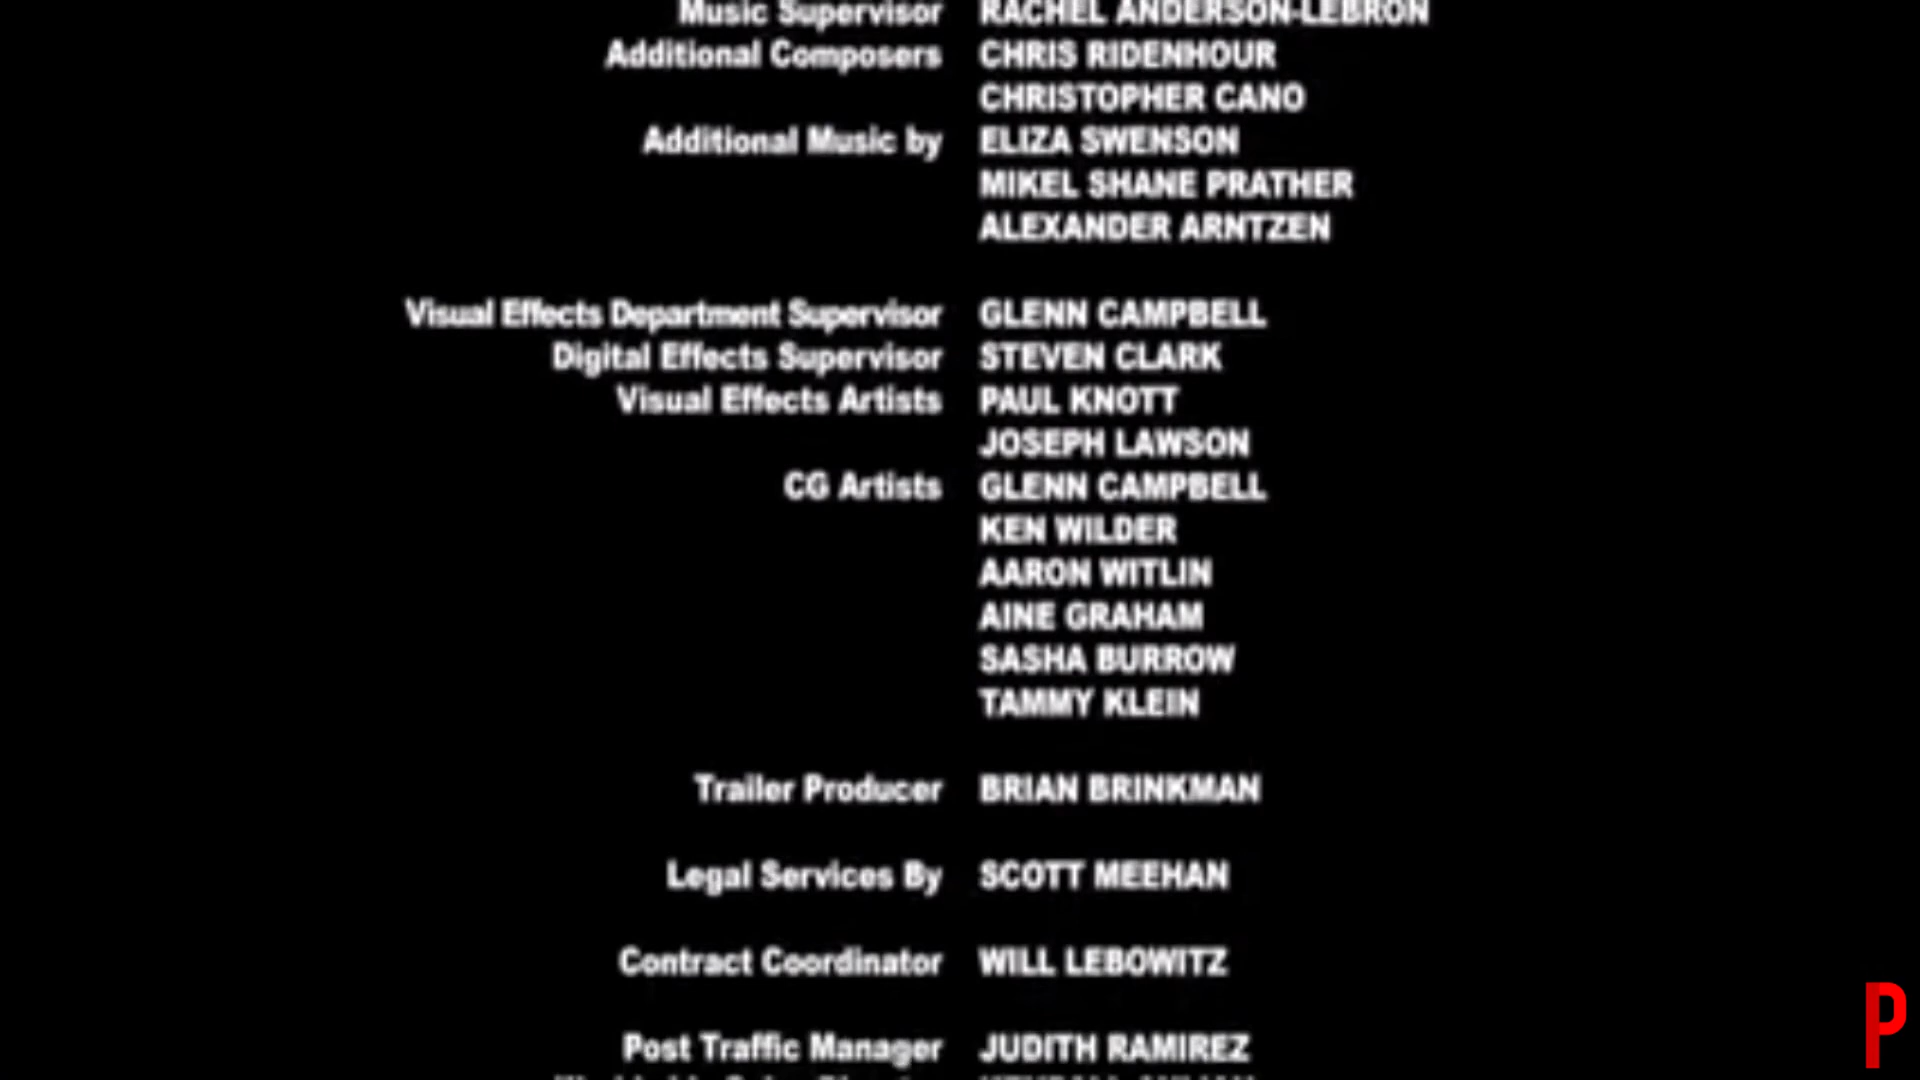 Music Supervisor RACHEL ANDERSON-LEBRON
Additional Composers CHRIS RIDENHOUR
CHRISTOPHER CANO
Additional Music by ELIZA SWENSON
MIKEL SHANE PRATHER
ALEXANDER ARNTZEN
Visual Effects Department Supervisor GLENN CAMPBELL
Digital Effects Supervisor STEVEN CLARK
Visual Effects Artists PAUL KNOTT
JOSEPH LAWSON
CG Artists GLENN CAMPBELL
KEN WILDER
AARON WITLIN
AINE GRAHAM
SASHA BURROW
TAMMY KLEIN
Trailer Producer BRIAN BRINKMAN
Legal Services By SCOTT MEEHAN
Contract Coordinator WILL LEBOWITZ
Post Traffic Manager JUDITH RAMIREZ
P